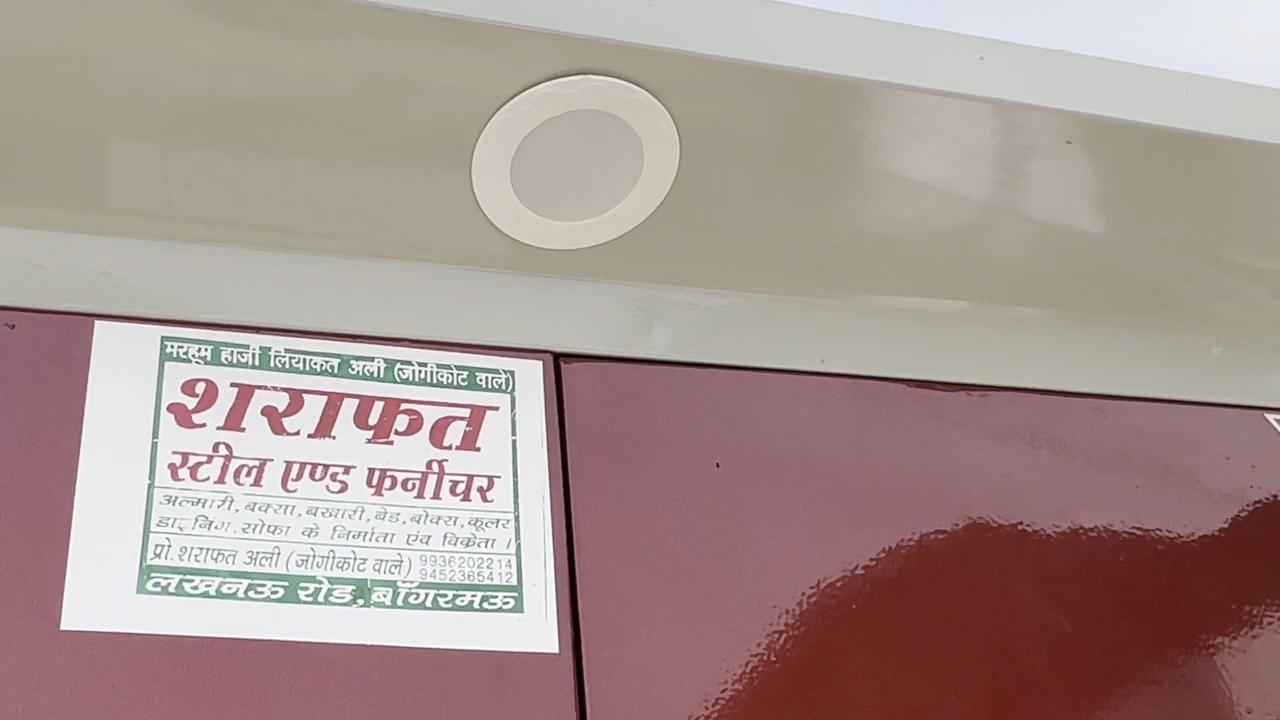 मरहूम हाजी लियाकत अली (जोगीकोट वाले)
शराफत
स्टील एण्ड फर्नीचर
अल्मारी, बक्सा, बखारी, बेड, बोक्स, कूलर
डाइनिंग. सोफा के निर्माता एंव विक्रेता ।
प्रो. शराफत अली (जोगीकोट वाले) 9936202214
9452365412
लखनऊ रोड, बाँगरमऊ